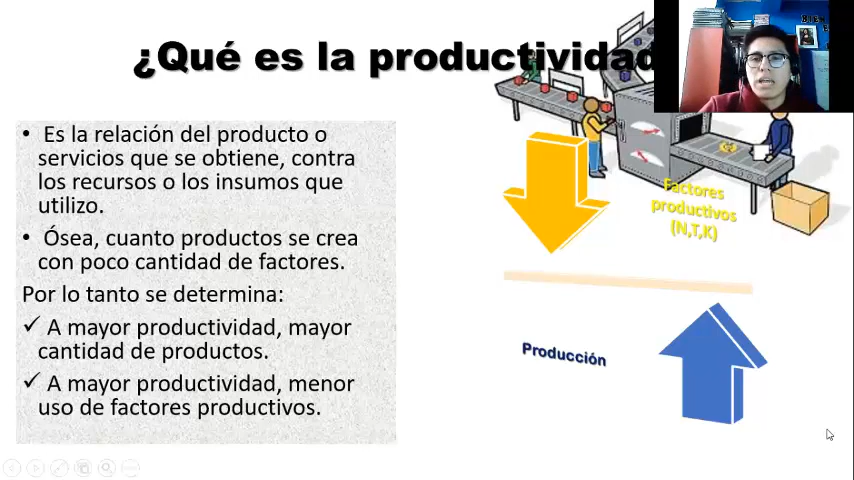 ¿Qué es la productividad
• Es la relación del producto o
servicios que se obtiene, contra
los recursos o los insumos que
utilizo.
• Ósea, cuanto productos se crea
con poco cantidad de factores.
Por lo tanto se determina:
✓ A mayor productividad, mayor
cantidad de productos.
✓ A mayor productividad, menor
uso de factores productivos.
Factores
productivos
(N,T,K)
Producción